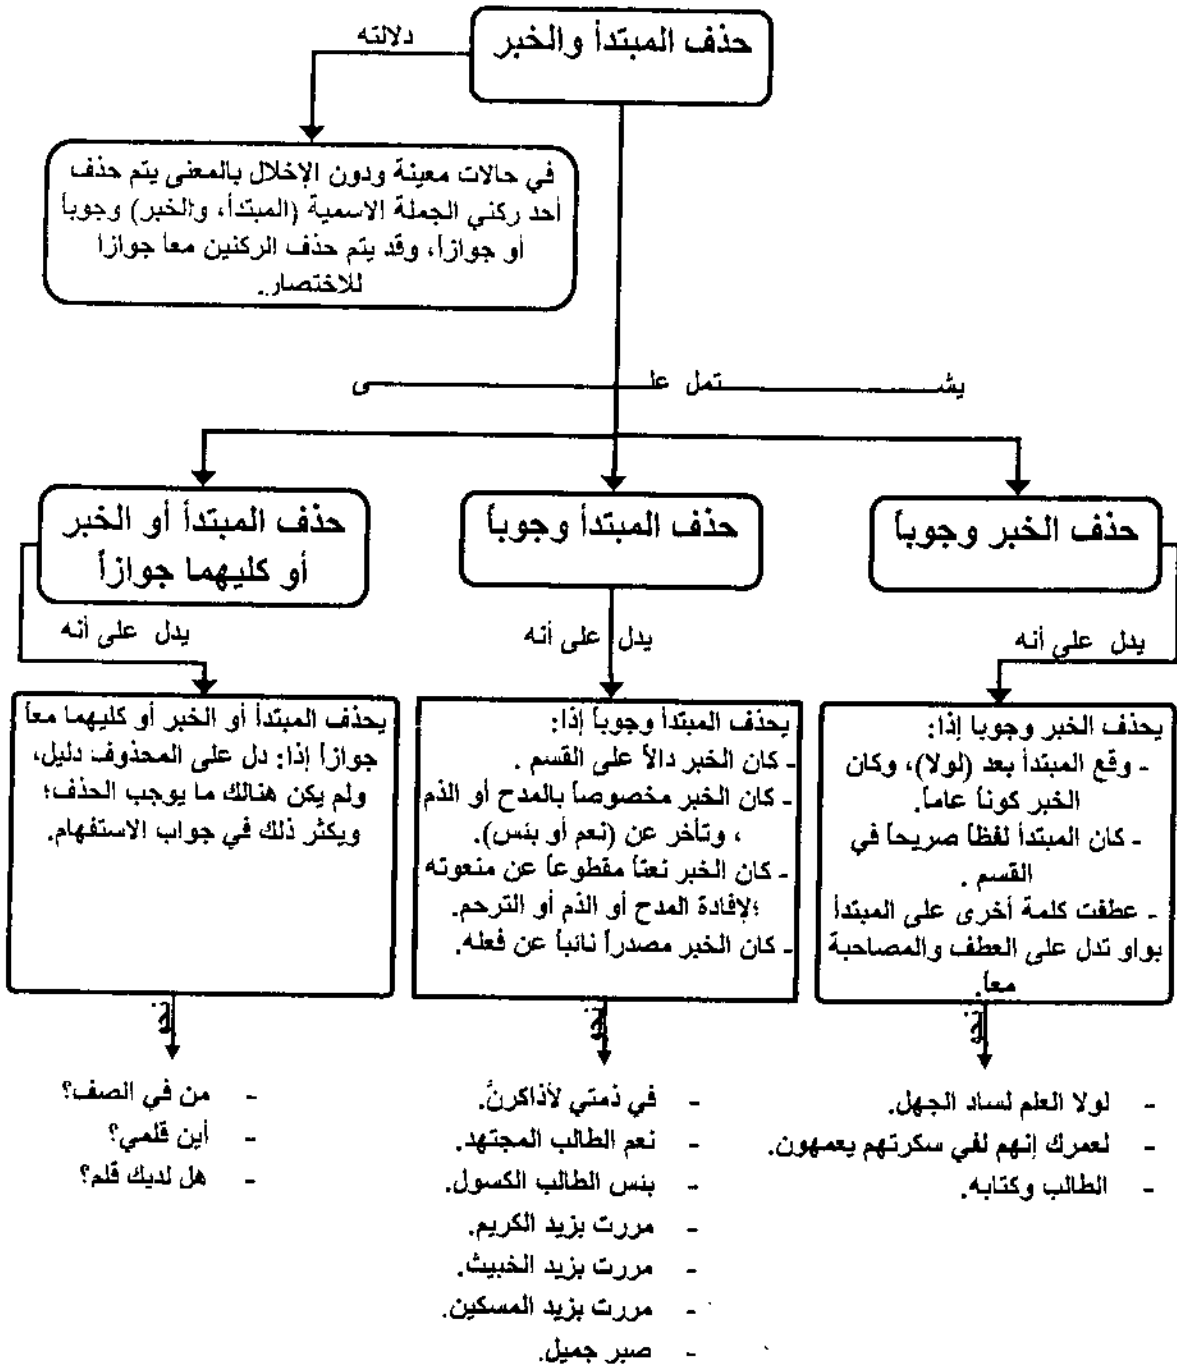 حذف المبتدأ والخبر
دلالته
في حالات معينة ودون الإخلال بالمعنى يتم حذف
أحد ركني الجملة الاسمية (المبتدأ، والخبر) وجوباً
أو جوازاً، وقد يتم حذف الركنين معاً جوازاً
للاختصار.
يشتمل على
حذف الخبر وجوباً
حذف المبتدأ وجوباً
حذف المبتدأ أو الخبر
أو كليهما جوازاً
يدل على أنه
يدل على أنه
يدل على أنه
يحذف الخبر وجوباً إذا:
- وقع المبتدأ بعد (لولا)، وكان
الخبر كوناً عاماً.
- كان المبتدأ لفظاً صريحاً في
القسم .
- عطفت كلمة أخرى على المبتدأ
بواو تدل على العطف والمصاحبة
معاً.
يحذف المبتدأ وجوباً إذا:
- كان الخبر دالاً على القسم .
- كان الخبر مخصوصاً بالمدح أو الذم
، وتأخر عن (نعم أو بئس).
- كان الخبر نعتاً مقطوعاً عن منعوته
؛لإفادة المدح أو الذم أو الترحم.
- كان الخبر مصدراً نائباً عن فعله.
يحذف المبتدأ أو الخبر أو كليهما معاً
جوازاً إذا: دل على المحذوف دليل،
ولم يكن هنالك ما يوجب الحذف؛
ويكثر ذلك في جواب الاستفهام.
نحو
نحو
نحو
- لولا العلم لساد الجهل.
- لعمرك إنهم لفي سكرتهم يعمهون.
- الطالب وكتابه.
- في ذمتي لأذاكرنَّ.
- نعم الطالب المجتهد.
- بئس الطالب الكسول.
- مررت بزيد الكريم.
- مررت بزيد الخبيث.
- مررت بزيد المسكين.
- صبر جميل.
- من في الصف؟
- أين قلمي؟
- هل لديك قلم؟